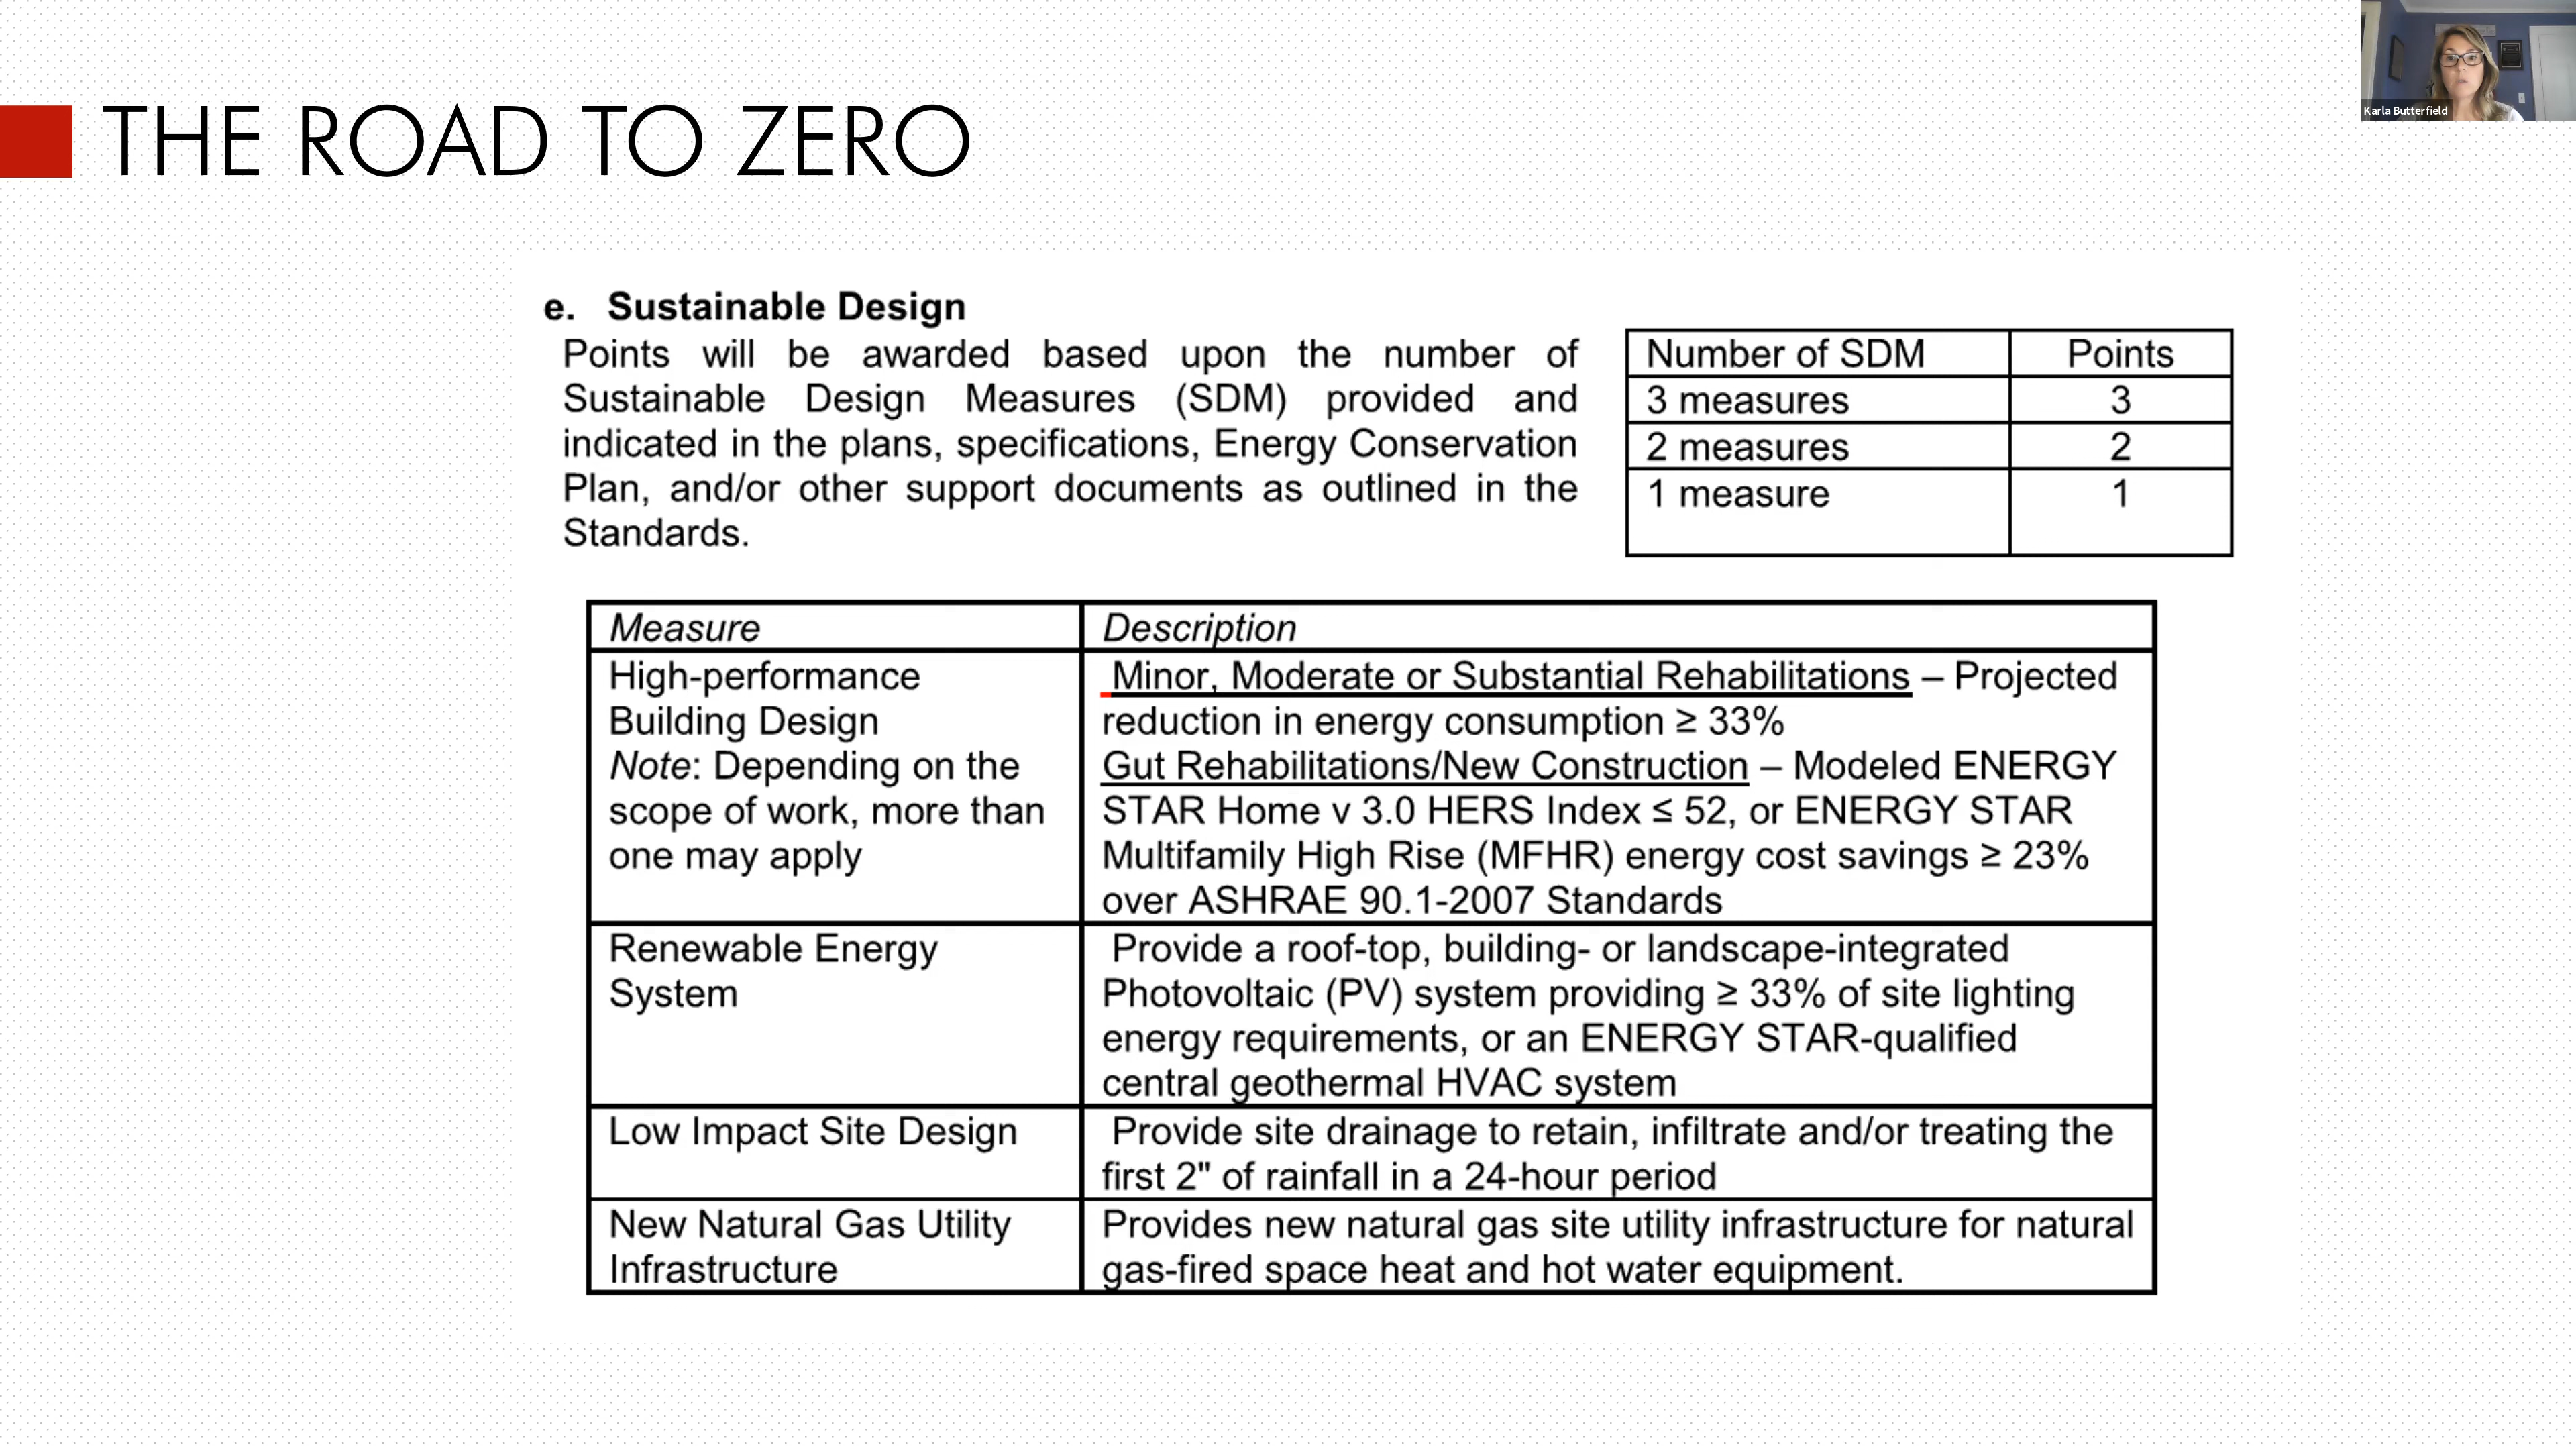 THE ROAD TO ZERO
Karla Butterfield
e. Sustainable Design
Points will be awarded based upon the number of
Sustainable Design Measures (SDM) provided and
indicated in the plans, specifications, Energy Conservation
Plan, and/or other support documents as outlined in the
Standards.
Number of SDM Points
3 measures 3
2 measures 2
1 measure 1
Measure Description
High-performance
Building Design
Note: Depending on the
scope of work, more than
one may apply
Minor, Moderate or Substantial Rehabilitations – Projected
reduction in energy consumption ≥ 33%
Gut Rehabilitations/New Construction – Modeled ENERGY
STAR Home v 3.0 HERS Index ≤ 52, or ENERGY STAR
Multifamily High Rise (MFHR) energy cost savings ≥ 23%
over ASHRAE 90.1-2007 Standards
Renewable Energy
System
Provide a roof-top, building- or landscape-integrated
Photovoltaic (PV) system providing ≥ 33% of site lighting
energy requirements, or an ENERGY STAR-qualified
central geothermal HVAC system
Low Impact Site Design
Provide site drainage to retain, infiltrate and/or treating the
first 2" of rainfall in a 24-hour period
New Natural Gas Utility
Infrastructure
Provides new natural gas site utility infrastructure for natural
gas-fired space heat and hot water equipment.